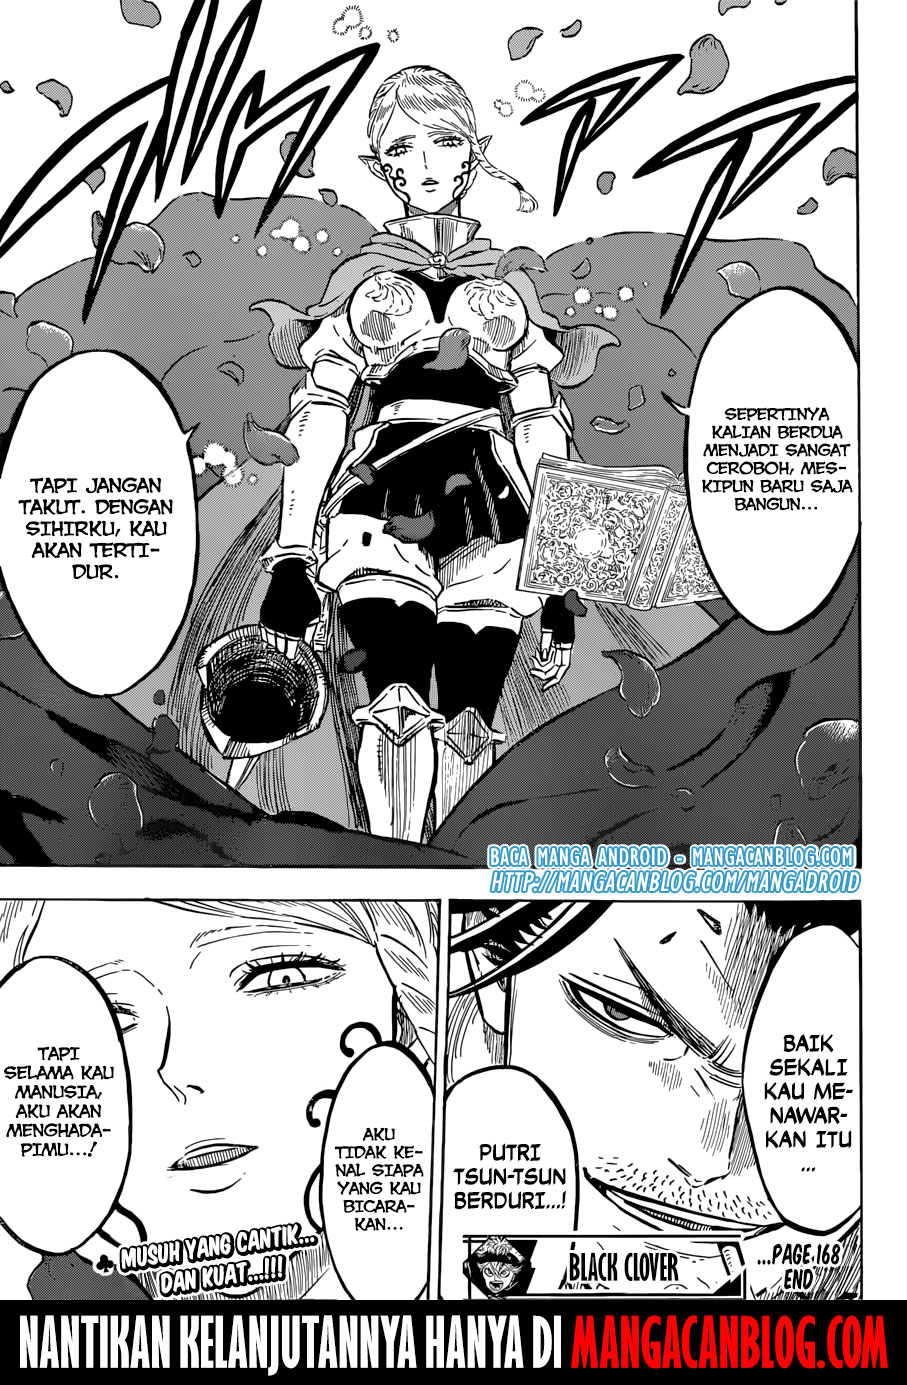 SEPERTINYA
KALIAN BERDUA
MENJADI SANGAT
CEROBOH, MES-
KIPUN BARU SAJA
BANGUN...
TAPI JANGAN
TAKUT. DENGAN
SIHIRKU, KAU
AKAN TERTI-
DUR.
BACA MANGA ANDROID - MANGACANBLOG.COM
HTTP://MANGACANBLOG.COM/MANGADROID
BAIK
SEKALI
KAU ME-
NAWAR-
KAN ITU
...
PUTRI
TSUN-TSUN
BERDURI...!
AKU
TIDAK KE-
NAL SIAPA
YANG KAU
BICARA-
KAN...
TAPI
SELAMA KAU
MANUSIA,
AKU AKAN
MENGHADA-
PIMU...!
♣ MUSUH YANG CANTIK...
DAN KUAT...!!!
BLACK CLOVER
...PAGE 168
END
NANTIKAN KELANJUTANNYA HANYA DI MANGACANBLOG.COM